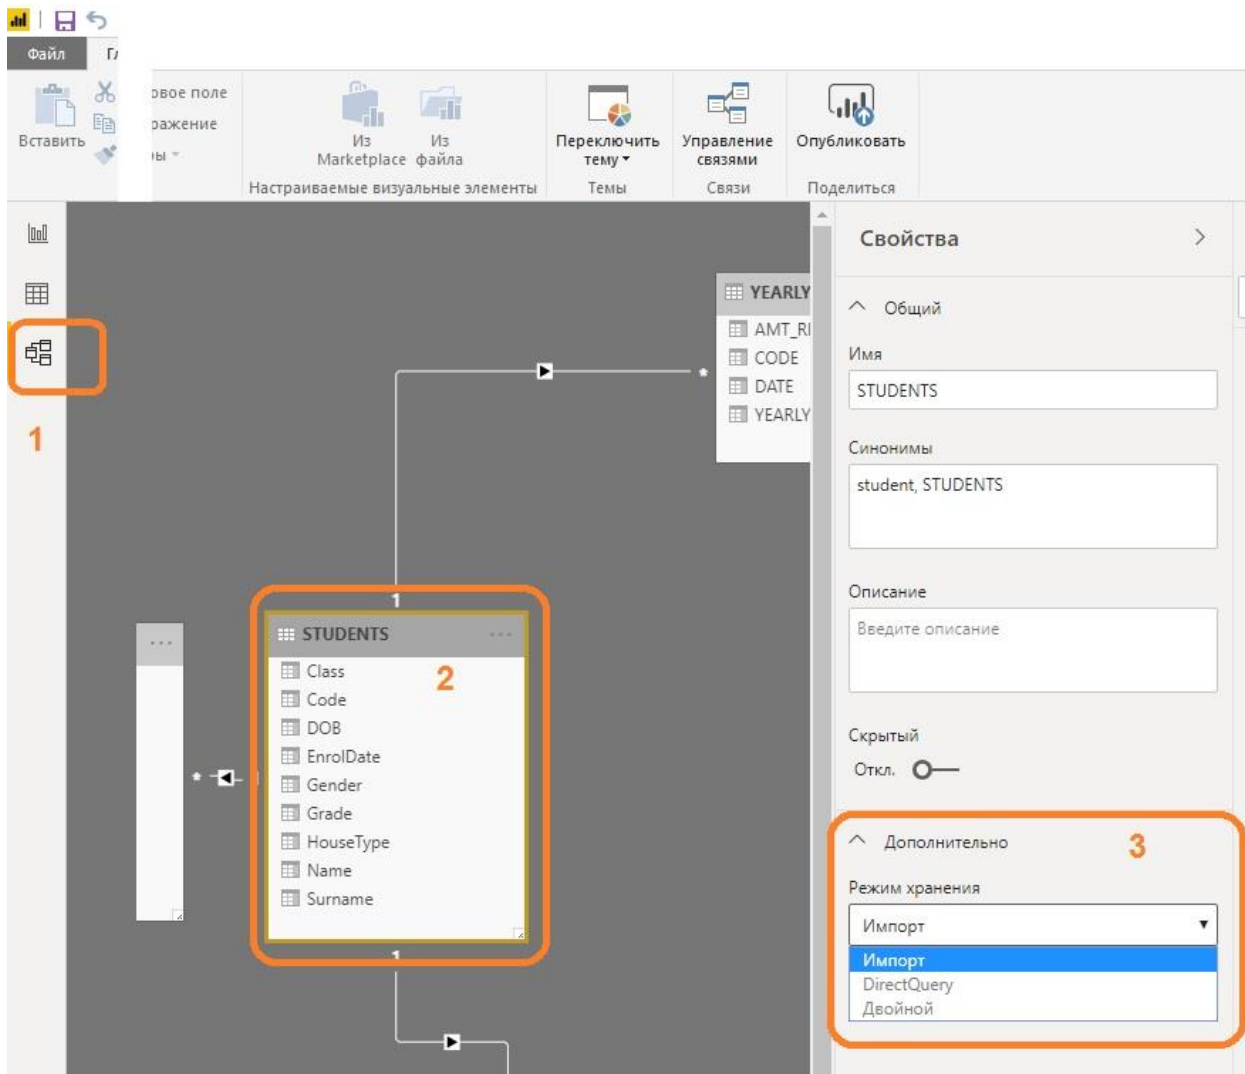 Файл
Вставить
овое поле
ражение
ры
Из Marketplace
Из файла
Настраиваемые визуальные элементы
Переключить тему
Темы
Управление связями
Связи
Опубликовать
Поделиться
1
YEARLY
AMT_RE
CODE
DATE
YEARLY
*
1
STUDENTS
2
Class
Code
DOB
EnrolDate
Gender
Grade
HouseType
Name
Surname
*
1
Свойства
Общий
Имя
STUDENTS
Синонимы
student, STUDENTS
Описание
Введите описание
Скрытый
Откл.
Дополнительно
3
Режим хранения
Импорт
Импорт
DirectQuery
Двойной